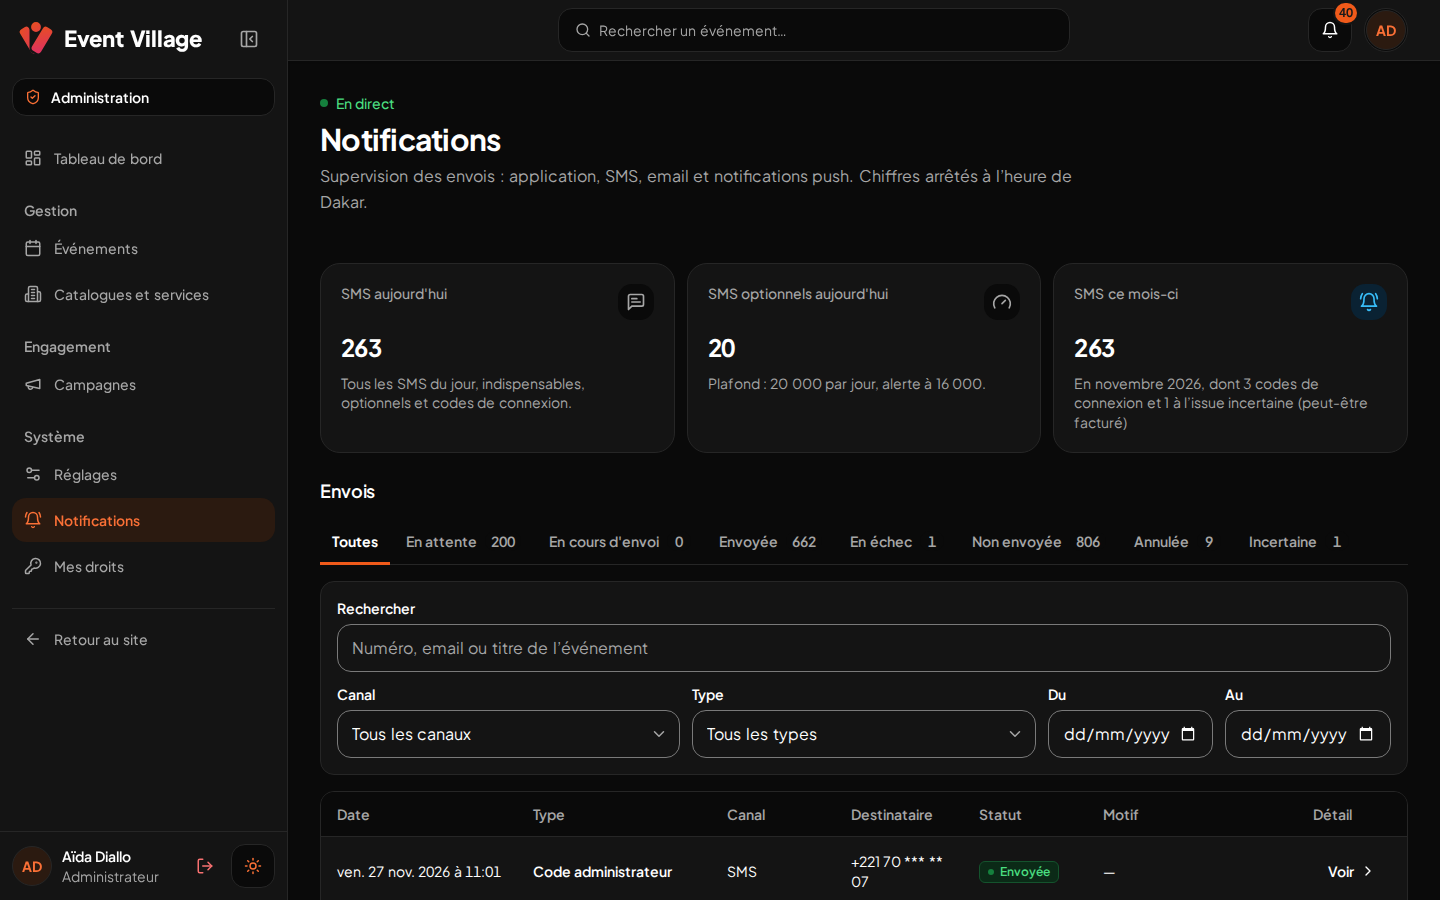 Event Village
Administration
Tableau de bord
Gestion
Événements
Catalogues et services
Engagement
Campagnes
Système
Réglages
Notifications
Mes droits
Retour au site
AD
Aïda Diallo
Administrateur
Rechercher un événement...
40
AD
En direct
Notifications
Supervision des envois : application, SMS, email et notifications push. Chiffres arrêtés à l'heure de
Dakar.
SMS aujourd'hui
263
Tous les SMS du jour, indispensables,
optionnels et codes de connexion.
SMS optionnels aujourd'hui
20
Plafond : 20 000 par jour, alerte à 16 000.
SMS ce mois-ci
263
En novembre 2026, dont 3 codes de
connexion et 1 à l'issue incertaine (peut-être
facturé)
Envois
Toutes En attente 200 En cours d'envoi 0 Envoyée 662 En échec 1 Non envoyée 806 Annulée 9 Incertaine 1
Rechercher
Numéro, email ou titre de l'événement
Canal Type Du Au
Tous les canaux Tous les types dd/mm/yyyy dd/mm/yyyy
Date Type Canal Destinataire Statut Motif Détail
ven. 27 nov. 2026 à 11:01 Code administrateur SMS +221 70 *** ** 07 Envoyée — Voir